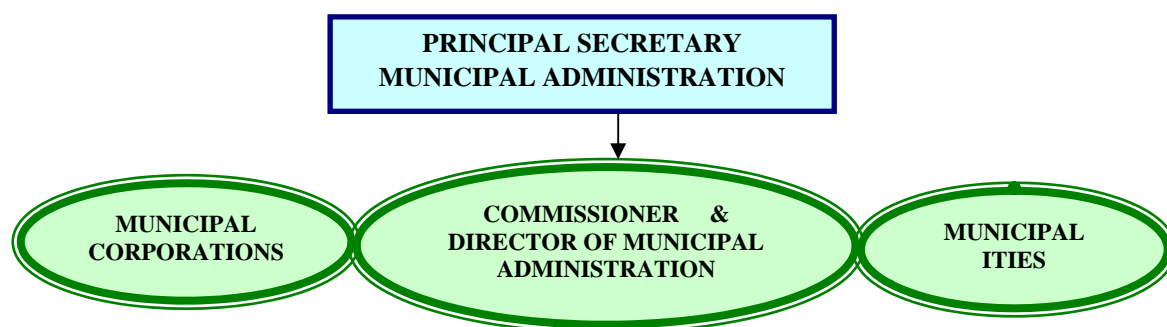 PRINCIPAL SECRETARY
MUNICIPAL ADMINISTRATION
MUNICIPAL
CORPORATIONS
COMMISSIONER &
DIRECTOR OF MUNICIPAL
ADMINISTRATION
MUNICIPAL
ITIES